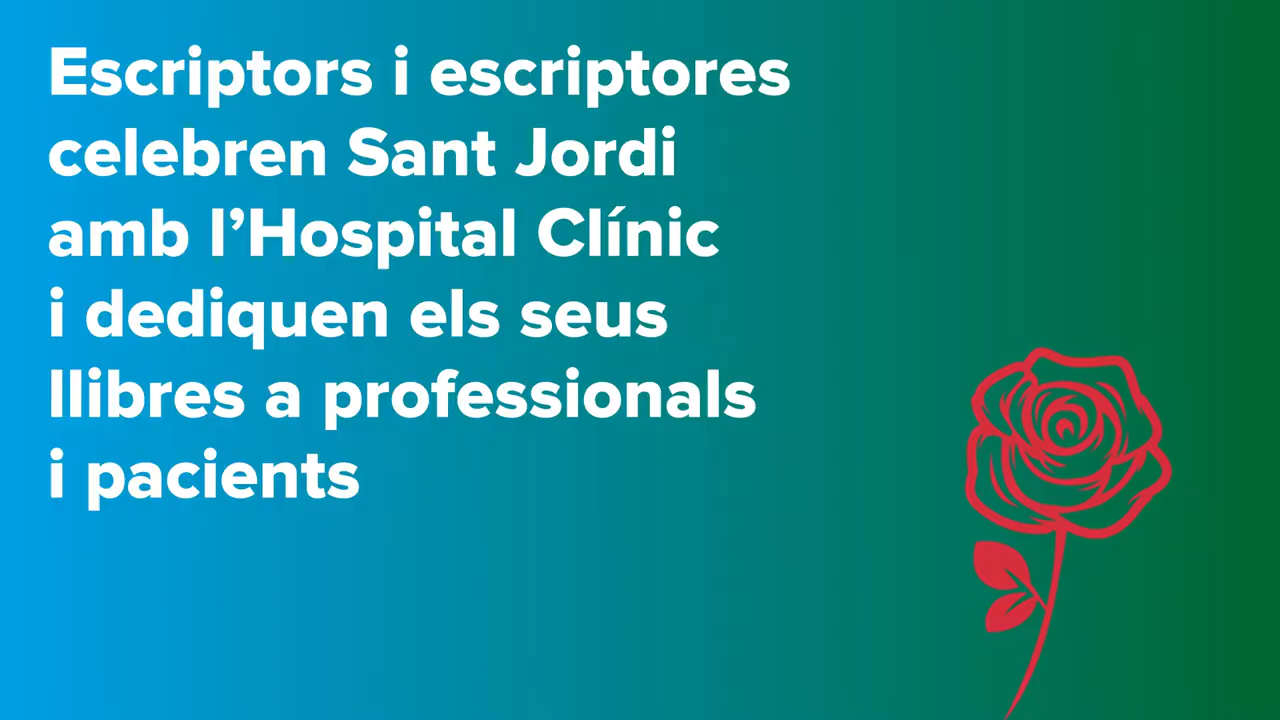 Escriptors i escriptores
celebren Sant Jordi
amb l’Hospital Clínic
i dediquen els seus
llibres a professionals
i pacients